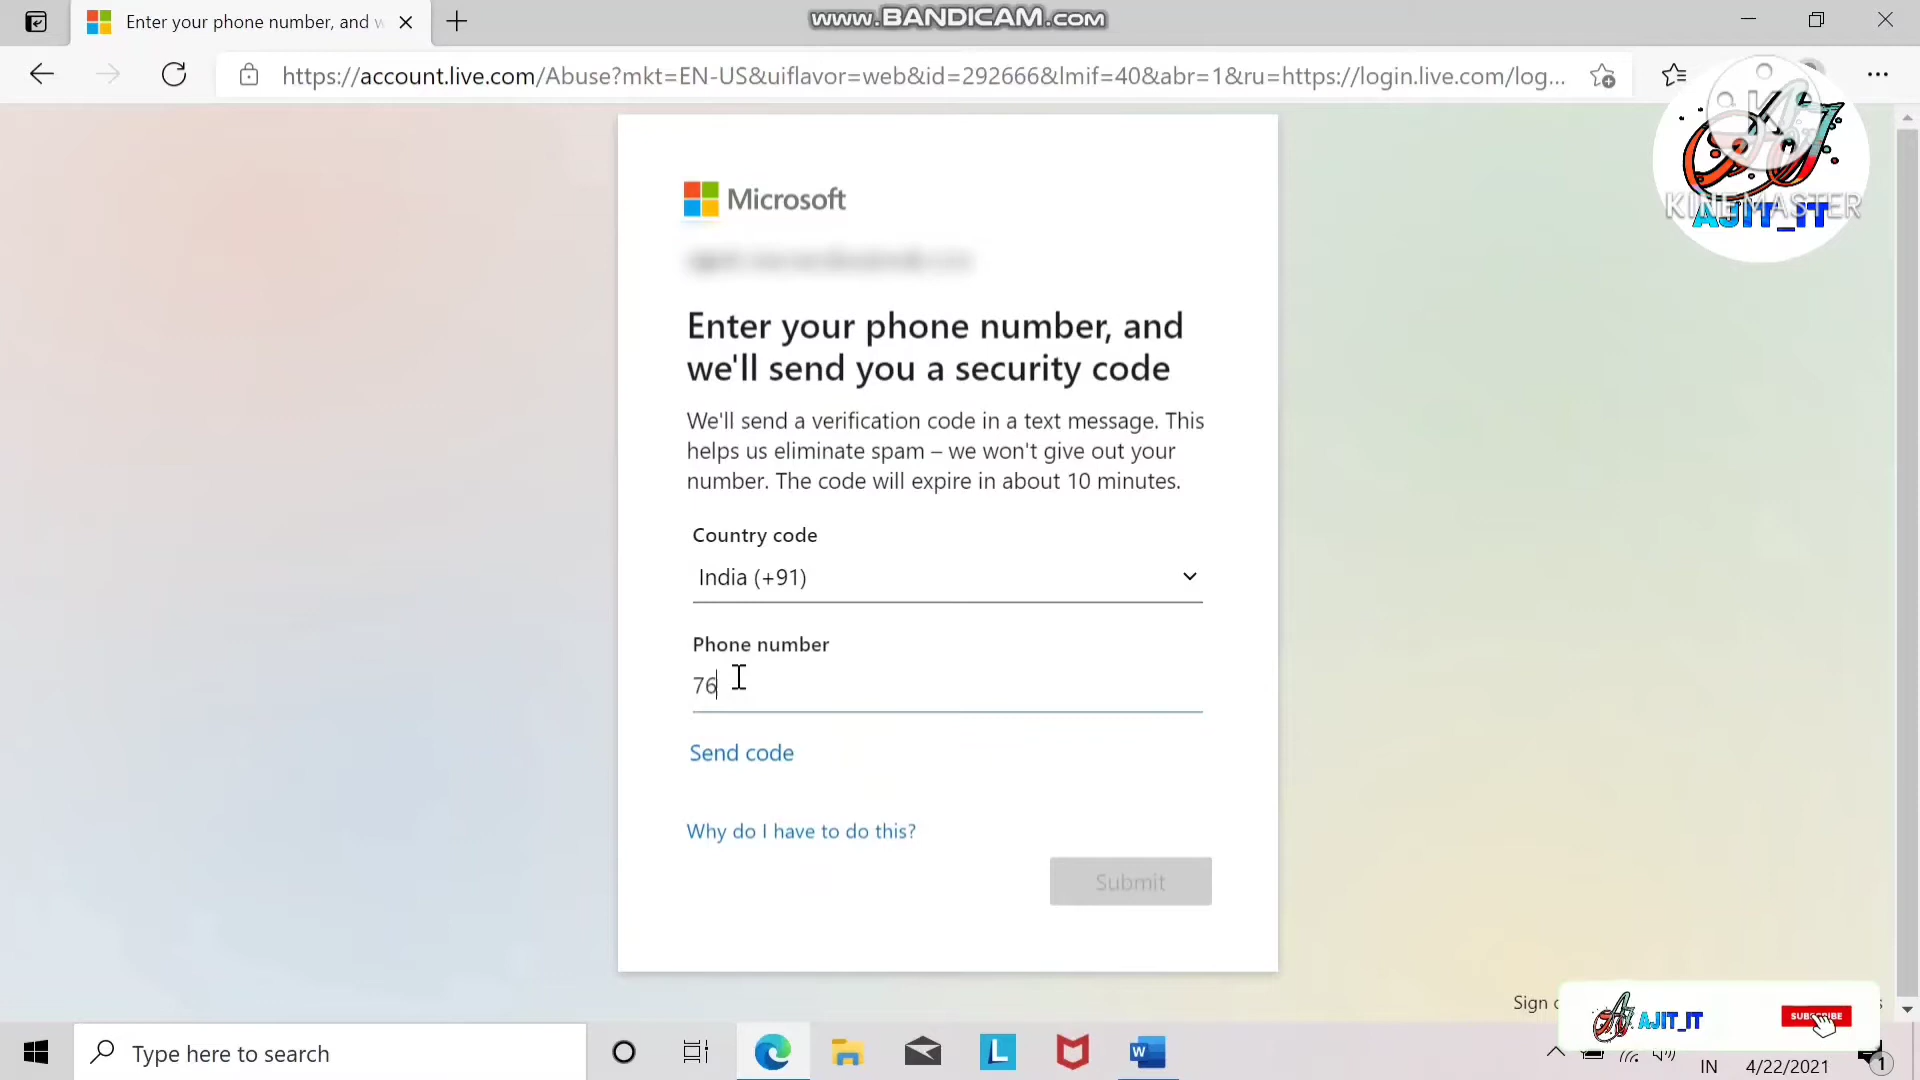 Enter your phone number, and w
www.BANDICAM.com
https://account.live.com/Abuse?mkt=EN-US&uiflavor=web&id=292666&lmif=40&abr=1&ru=https://login.live.com/log...
KINEMASTER
AJIT_IT
Microsoft
Enter your phone number, and
we'll send you a security code
We'll send a verification code in a text message. This
helps us eliminate spam – we won't give out your
number. The code will expire in about 10 minutes.
Country code
India (+91)
Phone number
76
Send code
Why do I have to do this?
Submit
Sign
AJIT_IT
SUBSCRIBE
Type here to search
L
W
IN
4/22/2021
1